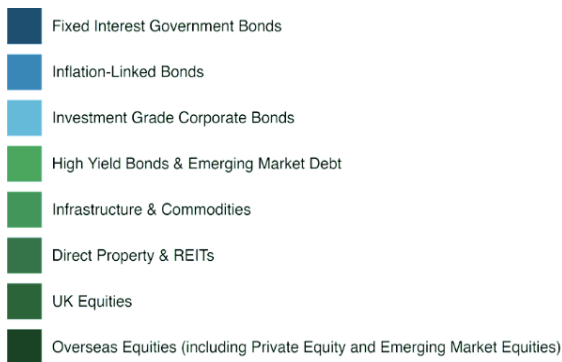 Fixed Interest Government Bonds
Inflation-Linked Bonds
Investment Grade Corporate Bonds
High Yield Bonds & Emerging Market Debt
Infrastructure & Commodities
Direct Property & REITs
UK Equities
Overseas Equities (including Private Equity and Emerging Market Equities)